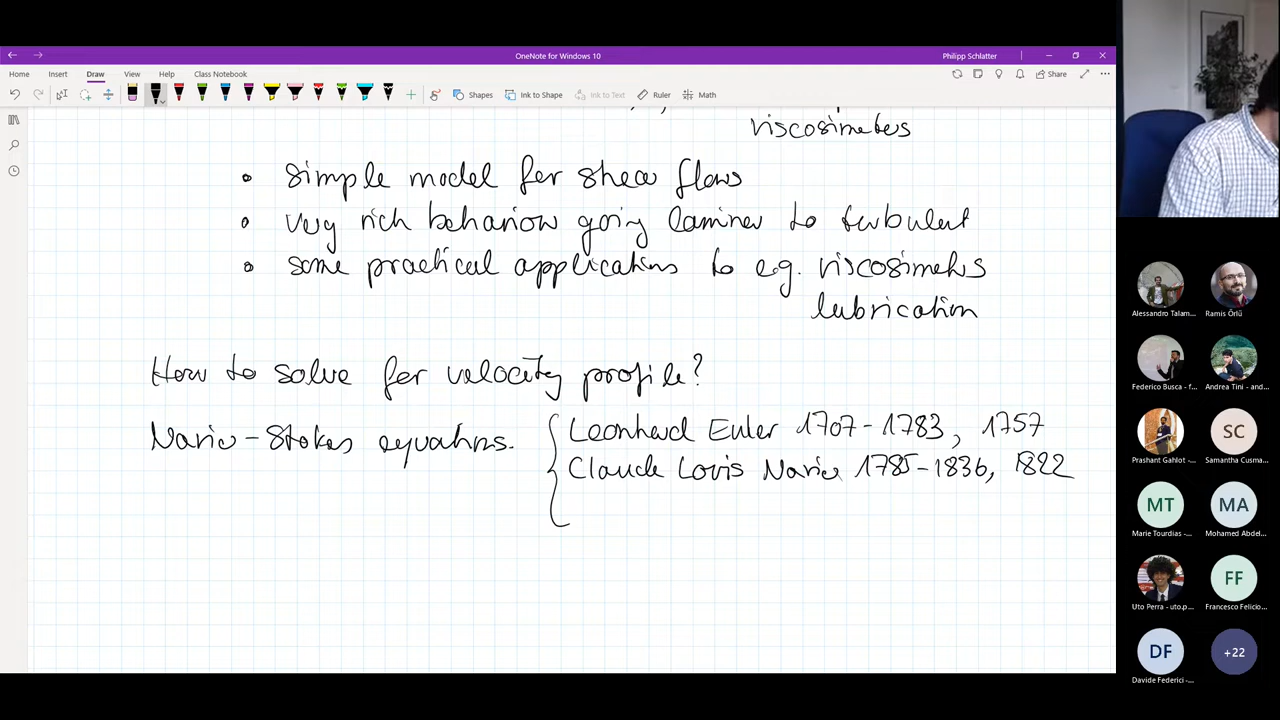 OneNote for Windows 10
Philipp Schlatter
Home Insert Draw View Help Class Notebook
Share
Shapes Ink to Shape Ink to Text Ruler Math
viscosimeters
• simple model for shear flows
• very rich behaviour going laminar to turbulent
• some practical applications to e.g. viscosimeters
lubrication
How to solve for velocity profile?
Navier-Stokes equations.
Leonhard Euler 1707-1783, 1757
Claude Louis Navier 1785-1836, 1822
Alessandro Talam...
Ramis Örlü
Federico Busca - f...
Andrea Tini - and...
Prashant Gahlot -...
SC
Samantha Cusma...
MT
Marie Tourdias -...
MA
Mohamed Abdel...
Uto Perra - uto.p...
FF
Francesco Felicio...
DF
Davide Federici -...
+22